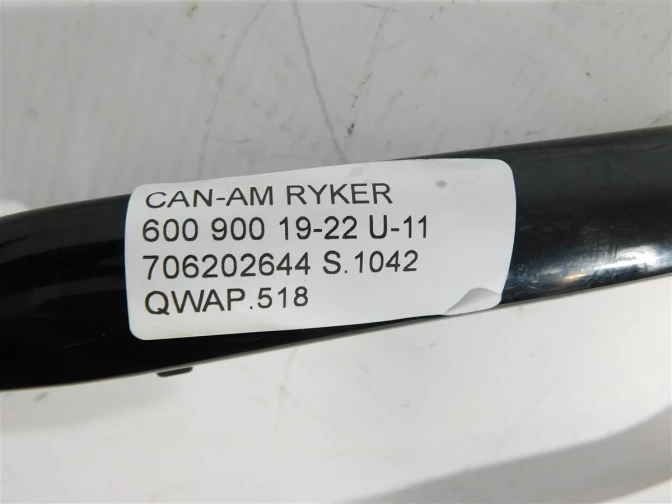 CAN-AM RYKER
600 900 19-22 U-11
706202644 S.1042
QWAP.518